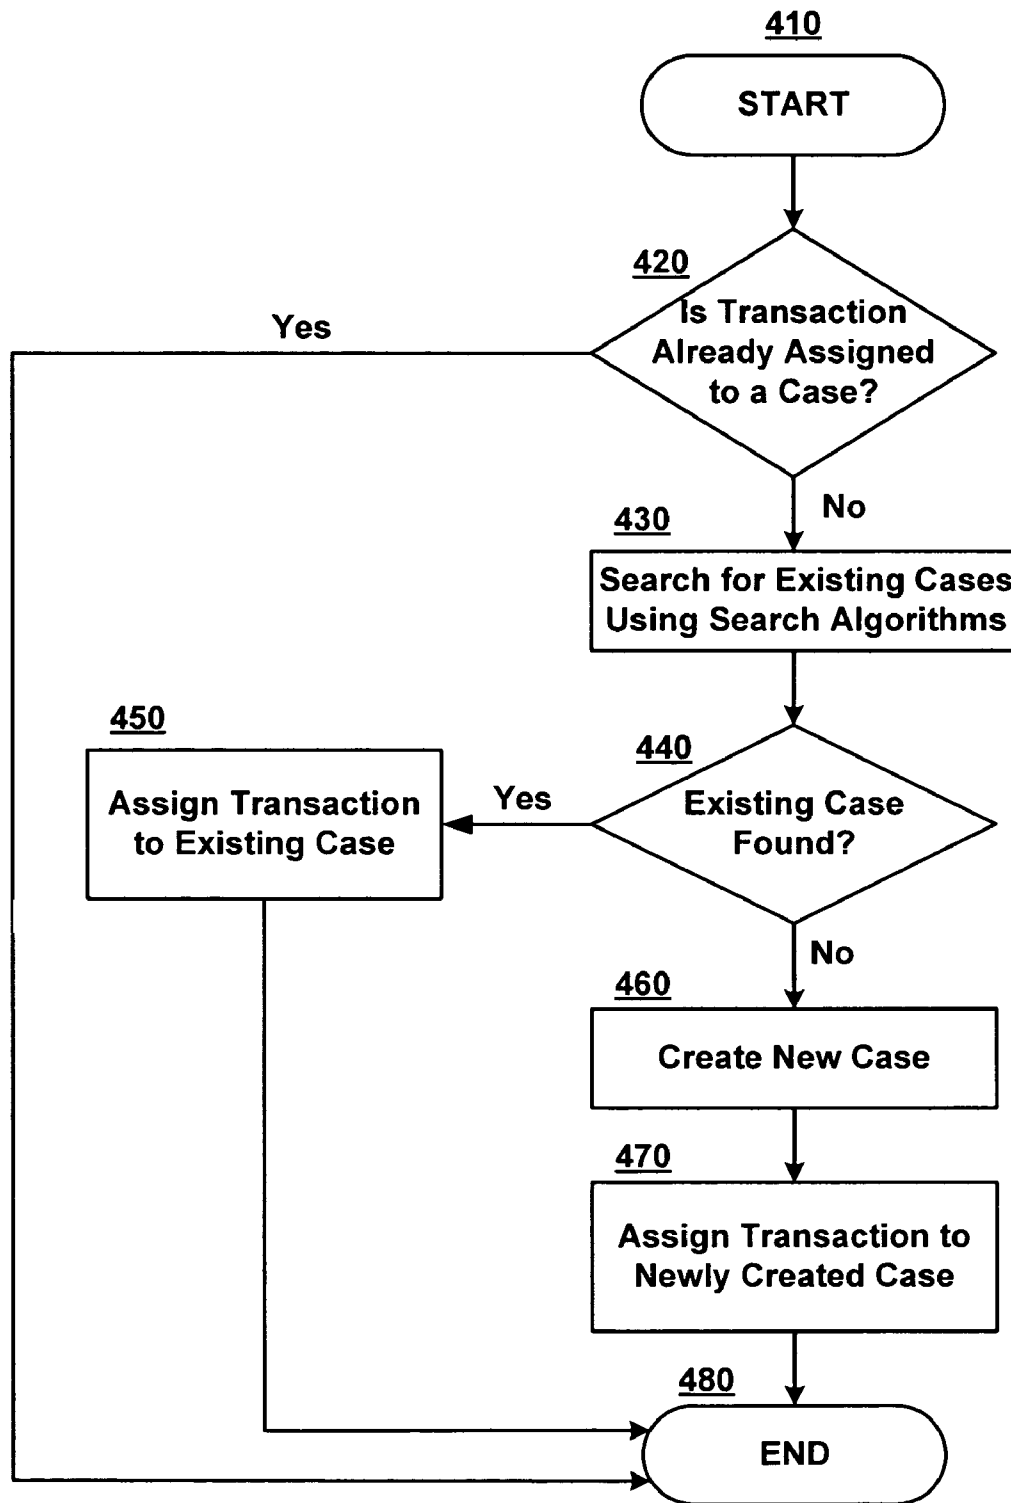 410
START
420
Is Transaction
Already Assigned
to a Case?
Yes
No
430
Search for Existing Cases
Using Search Algorithms
440
Existing Case
Found?
Yes
450
Assign Transaction
to Existing Case
No
460
Create New Case
470
Assign Transaction to
Newly Created Case
480
END